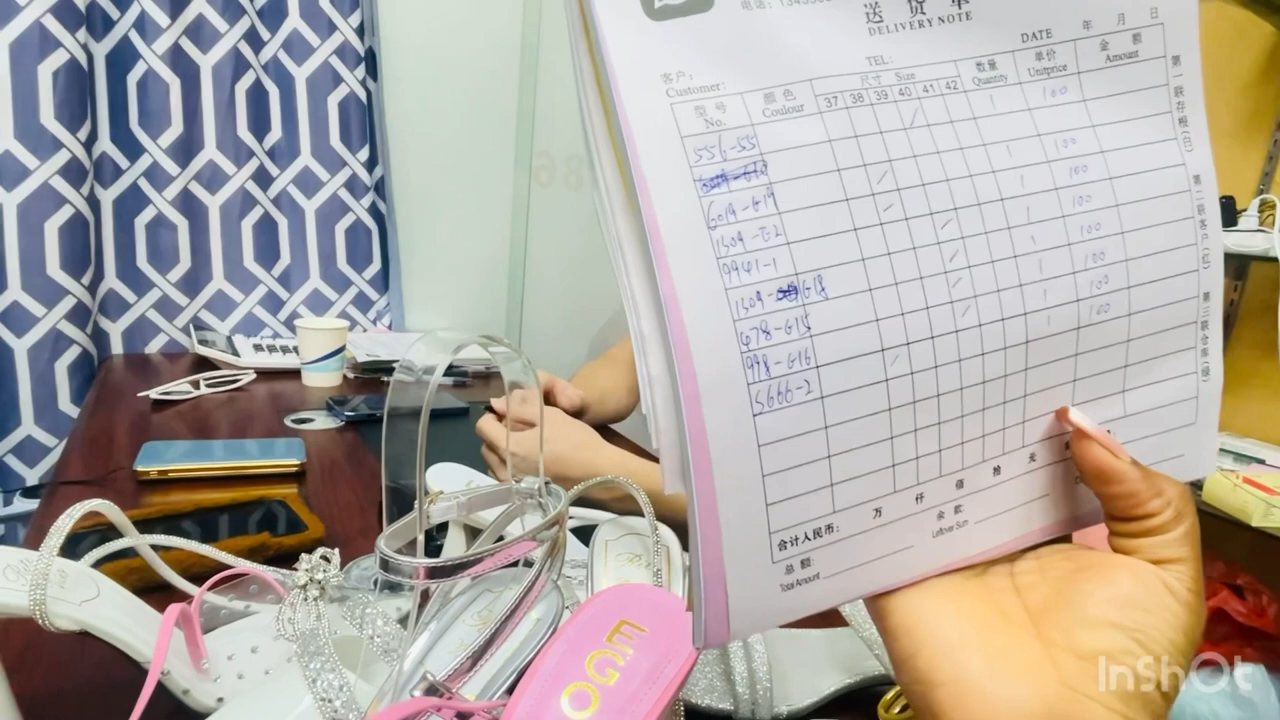 送货单
DELIVERY NOTE
DATE 年 月 日
TEL:
客户:
Customer:
型号 No. 颜色 Coulour 尺寸 Size 数量 Quantity 单价 Unitprice 金额 Amount
37 38 39 40 41 42
556-55 / 1 100
6019-G19 / 1 100
1509-G2 / 1 100
9941-1 / 1 100
1509-G18 / 1 100
678-G15 / 1 100
998-G16 / 1 100
5666-2 /
合计人民币: 万 仟 佰 拾 元
总额: 余款:
Total Amount Leftover Sum
第一联存根(白)
第二联客户(红)
第三联仓库(绿)
EGO
InShot